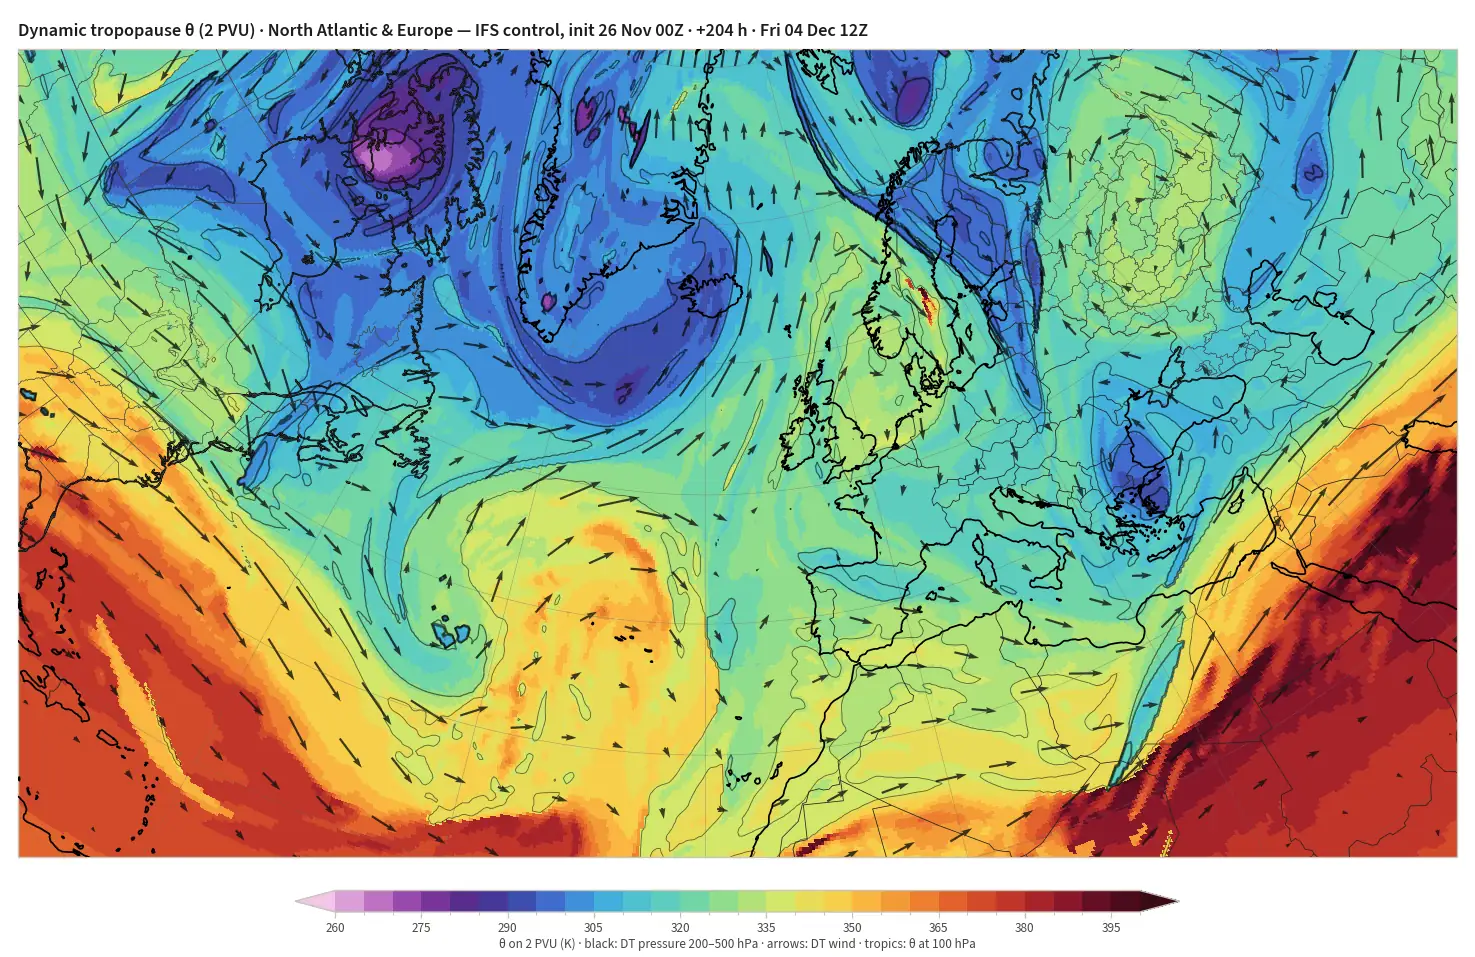 Dynamic tropopause θ (2 PVU) · North Atlantic & Europe — IFS control, init 26 Nov 00Z · +204 h · Fri 04 Dec 12Z
260 275 290 305 320 335 350 365 380 395
θ on 2 PVU (K) · black: DT pressure 200–500 hPa · arrows: DT wind · tropics: θ at 100 hPa